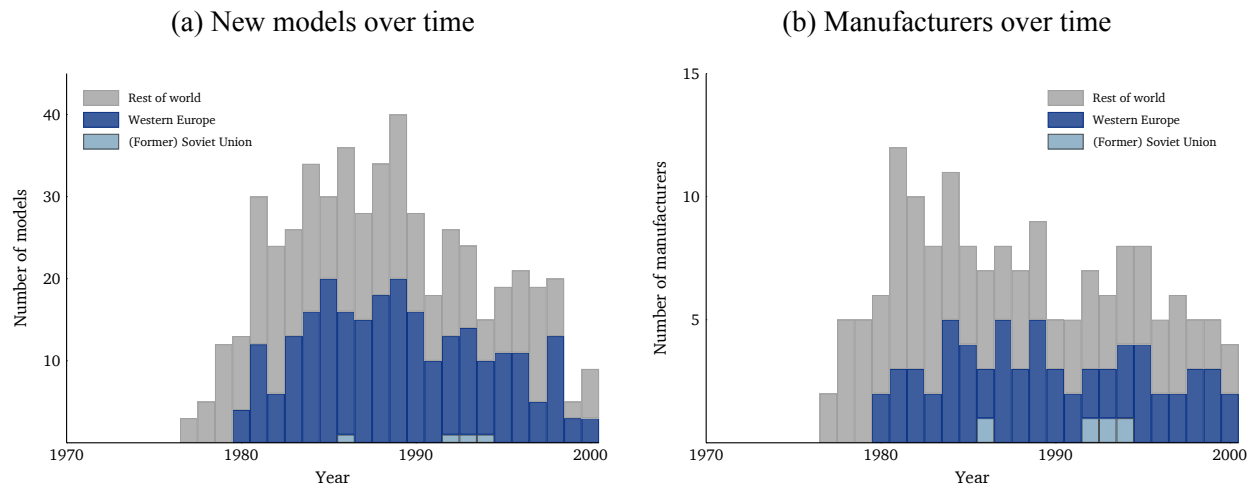 (a) New models over time
Number of models
40
30
20
10
Rest of world
Western Europe
(Former) Soviet Union
1970
1980
1990
2000
Year
(b) Manufacturers over time
Number of manufacturers
15
10
5
Rest of world
Western Europe
(Former) Soviet Union
1970
1980
1990
2000
Year